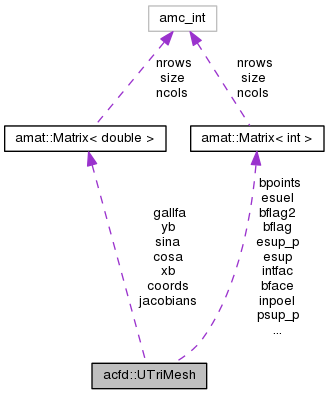 amc_int
nrows
size
ncols
nrows
size
ncols
amat::Matrix< double >
amat::Matrix< int >
gallfa
yb
sina
cosa
xb
coords
jacobians
bpoints
esuel
bflag2
bflag
esup_p
esup
intfac
bface
inpoel
psup_p
...
acfd::UTriMesh